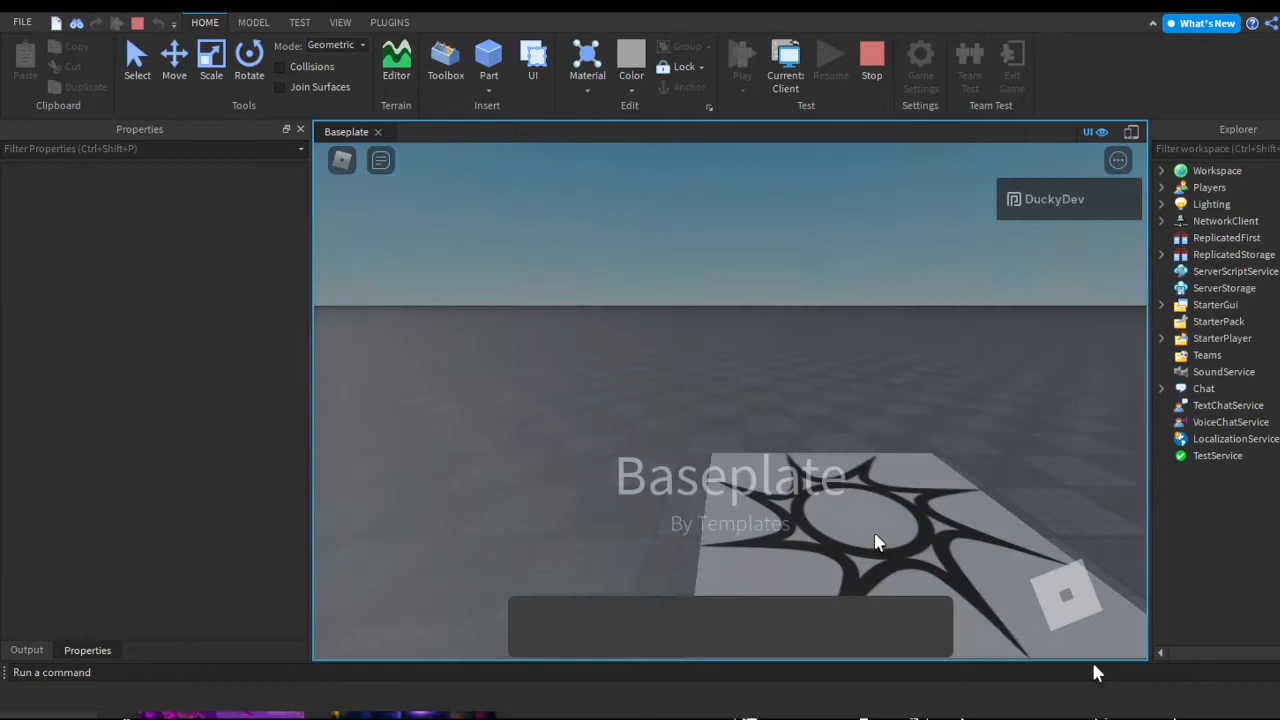 FILE HOME MODEL TEST VIEW PLUGINS What's New
Paste Copy Cut Duplicate Clipboard
Select Move Scale Rotate Mode: Geometric Collisions Join Surfaces Tools
Editor Terrain
Toolbox Part UI Insert
Material Color Group Lock Anchor Edit
Play Current: Client Resume Stop Test
Game Settings Settings
Team Test Exit Game Team Test
Properties
Filter Properties (Ctrl+Shift+P)
Baseplate
UI
DuckyDev
Baseplate
By Templates
Explorer
Filter workspace (Ctrl+Shift+
Workspace
Players
Lighting
NetworkClient
ReplicatedFirst
ReplicatedStorage
ServerScriptService
ServerStorage
StarterGui
StarterPack
StarterPlayer
Teams
SoundService
Chat
TextChatService
VoiceChatService
LocalizationService
TestService
Output Properties
Run a command